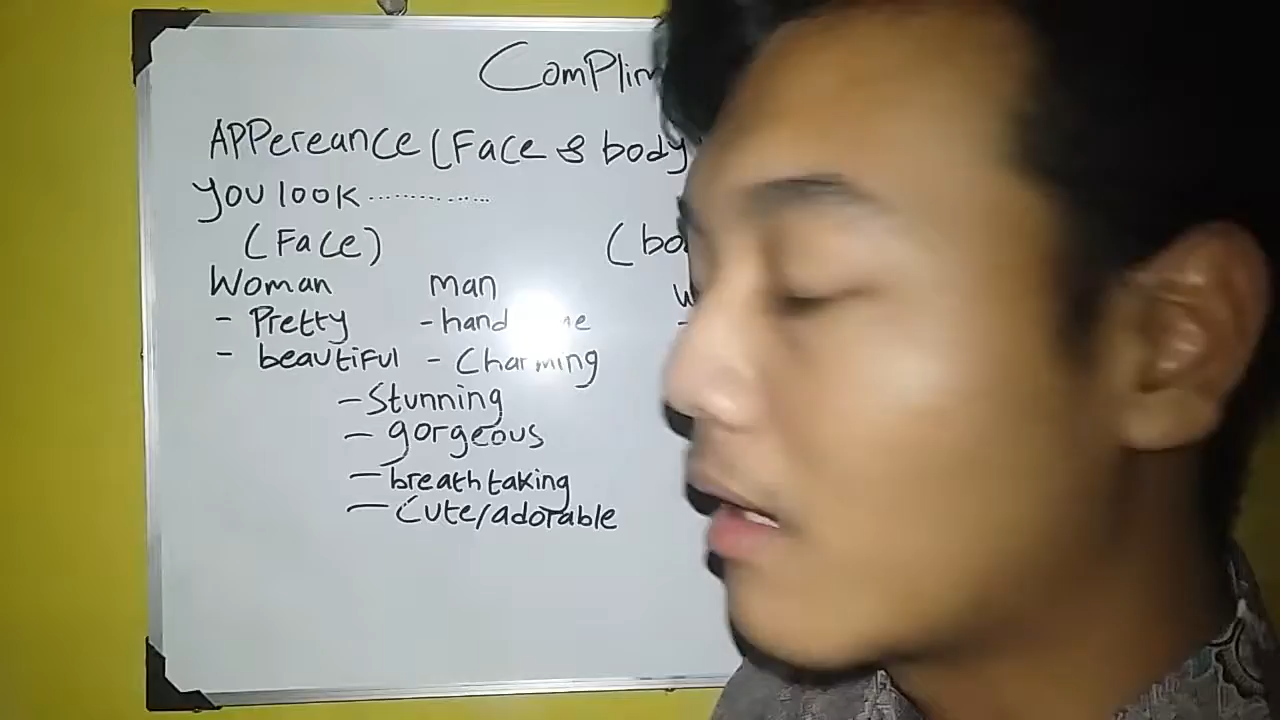 Complim
Appereance (Face & body
you look ..............
(Face) (bo
Woman man w
- Pretty -hand me -
- beautiful - Charming
- Stunning
- gorgeous
- breathtaking
- Cute/adorable